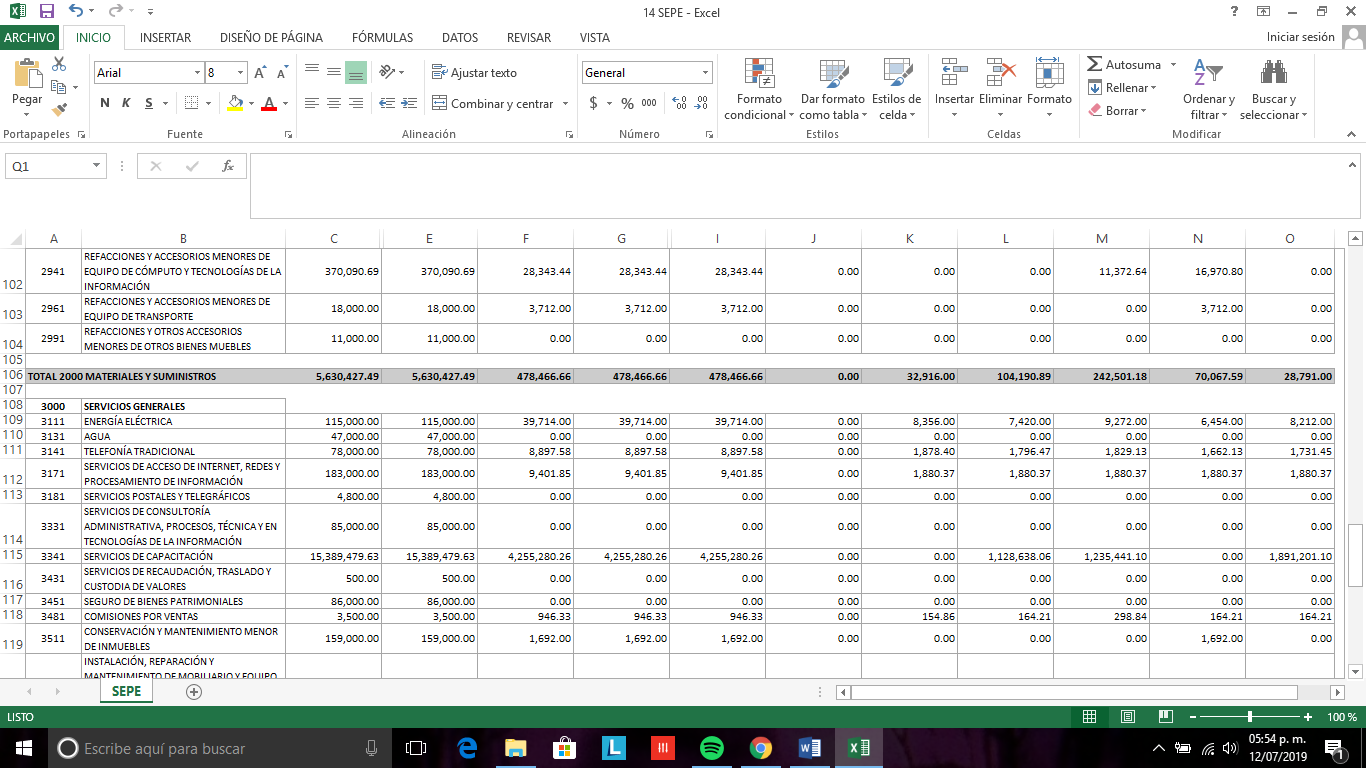 14 SEPE - Excel
?
ARCHIVO INICIO INSERTAR DISEÑO DE PÁGINA FÓRMULAS DATOS REVISAR VISTA Iniciar sesión
Pegar
Arial 8 A A
N K S A
Ajustar texto
Combinar y centrar
General
$ % 000
Formato condicional
Dar formato como tabla
Estilos de celda
Insertar Eliminar Formato
Autosuma
Rellenar
Borrar
Ordenar y filtrar
Buscar y seleccionar
Portapapeles Fuente Alineación Número Estilos Celdas Modificar
Q1 fx
A B C E F G I J K L M N O
REFACCIONES Y ACCESORIOS MENORES DE
102 2941 EQUIPO DE CÓMPUTO Y TECNOLOGÍAS DE LA 370,090.69 370,090.69 28,343.44 28,343.44 28,343.44 0.00 0.00 0.00 11,372.64 16,970.80 0.00
INFORMACIÓN
REFACCIONES Y ACCESORIOS MENORES DE
103 2961 EQUIPO DE TRANSPORTE 18,000.00 18,000.00 3,712.00 3,712.00 3,712.00 0.00 0.00 0.00 0.00 3,712.00 0.00
REFACCIONES Y OTROS ACCESORIOS
104 2991 MENORES DE OTROS BIENES MUEBLES 11,000.00 11,000.00 0.00 0.00 0.00 0.00 0.00 0.00 0.00 0.00 0.00
105
106 TOTAL 2000 MATERIALES Y SUMINISTROS 5,630,427.49 5,630,427.49 478,466.66 478,466.66 478,466.66 0.00 32,916.00 104,190.89 242,501.18 70,067.59 28,791.00
107
108 3000 SERVICIOS GENERALES
109 3111 ENERGÍA ELÉCTRICA 115,000.00 115,000.00 39,714.00 39,714.00 39,714.00 0.00 8,356.00 7,420.00 9,272.00 6,454.00 8,212.00
110 3131 AGUA 47,000.00 47,000.00 0.00 0.00 0.00 0.00 0.00 0.00 0.00 0.00 0.00
111 3141 TELEFONÍA TRADICIONAL 78,000.00 78,000.00 8,897.58 8,897.58 8,897.58 0.00 1,878.40 1,796.47 1,829.13 1,662.13 1,731.45
SERVICIOS DE ACCESO DE INTERNET, REDES Y
112 3171 PROCESAMIENTO DE INFORMACIÓN 183,000.00 183,000.00 9,401.85 9,401.85 9,401.85 0.00 1,880.37 1,880.37 1,880.37 1,880.37 1,880.37
113 3181 SERVICIOS POSTALES Y TELEGRÁFICOS 4,800.00 4,800.00 0.00 0.00 0.00 0.00 0.00 0.00 0.00 0.00 0.00
SERVICIOS DE CONSULTORÍA
114 3331 ADMINISTRATIVA, PROCESOS, TÉCNICA Y EN 85,000.00 85,000.00 0.00 0.00 0.00 0.00 0.00 0.00 0.00 0.00 0.00
TECNOLOGÍAS DE LA INFORMACIÓN
115 3341 SERVICIOS DE CAPACITACIÓN 15,389,479.63 15,389,479.63 4,255,280.26 4,255,280.26 4,255,280.26 0.00 0.00 1,128,638.06 1,235,441.10 0.00 1,891,201.10
SERVICIOS DE RECAUDACIÓN, TRASLADO Y
116 3431 CUSTODIA DE VALORES 500.00 500.00 0.00 0.00 0.00 0.00 0.00 0.00 0.00 0.00 0.00
117 3451 SEGURO DE BIENES PATRIMONIALES 86,000.00 86,000.00 0.00 0.00 0.00 0.00 0.00 0.00 0.00 0.00 0.00
118 3481 COMISIONES POR VENTAS 3,500.00 3,500.00 946.33 946.33 946.33 0.00 154.86 164.21 298.84 164.21 164.21
CONSERVACIÓN Y MANTENIMIENTO MENOR
119 3511 DE INMUEBLES 159,000.00 159,000.00 1,692.00 1,692.00 1,692.00 0.00 0.00 0.00 0.00 1,692.00 0.00
INSTALACIÓN, REPARACIÓN Y
MANTENIMIENTO DE MOBILIARIO Y EQUIPO
SEPE
LISTO 100 %
Escribe aquí para buscar
05:54 p. m.
12/07/2019
1